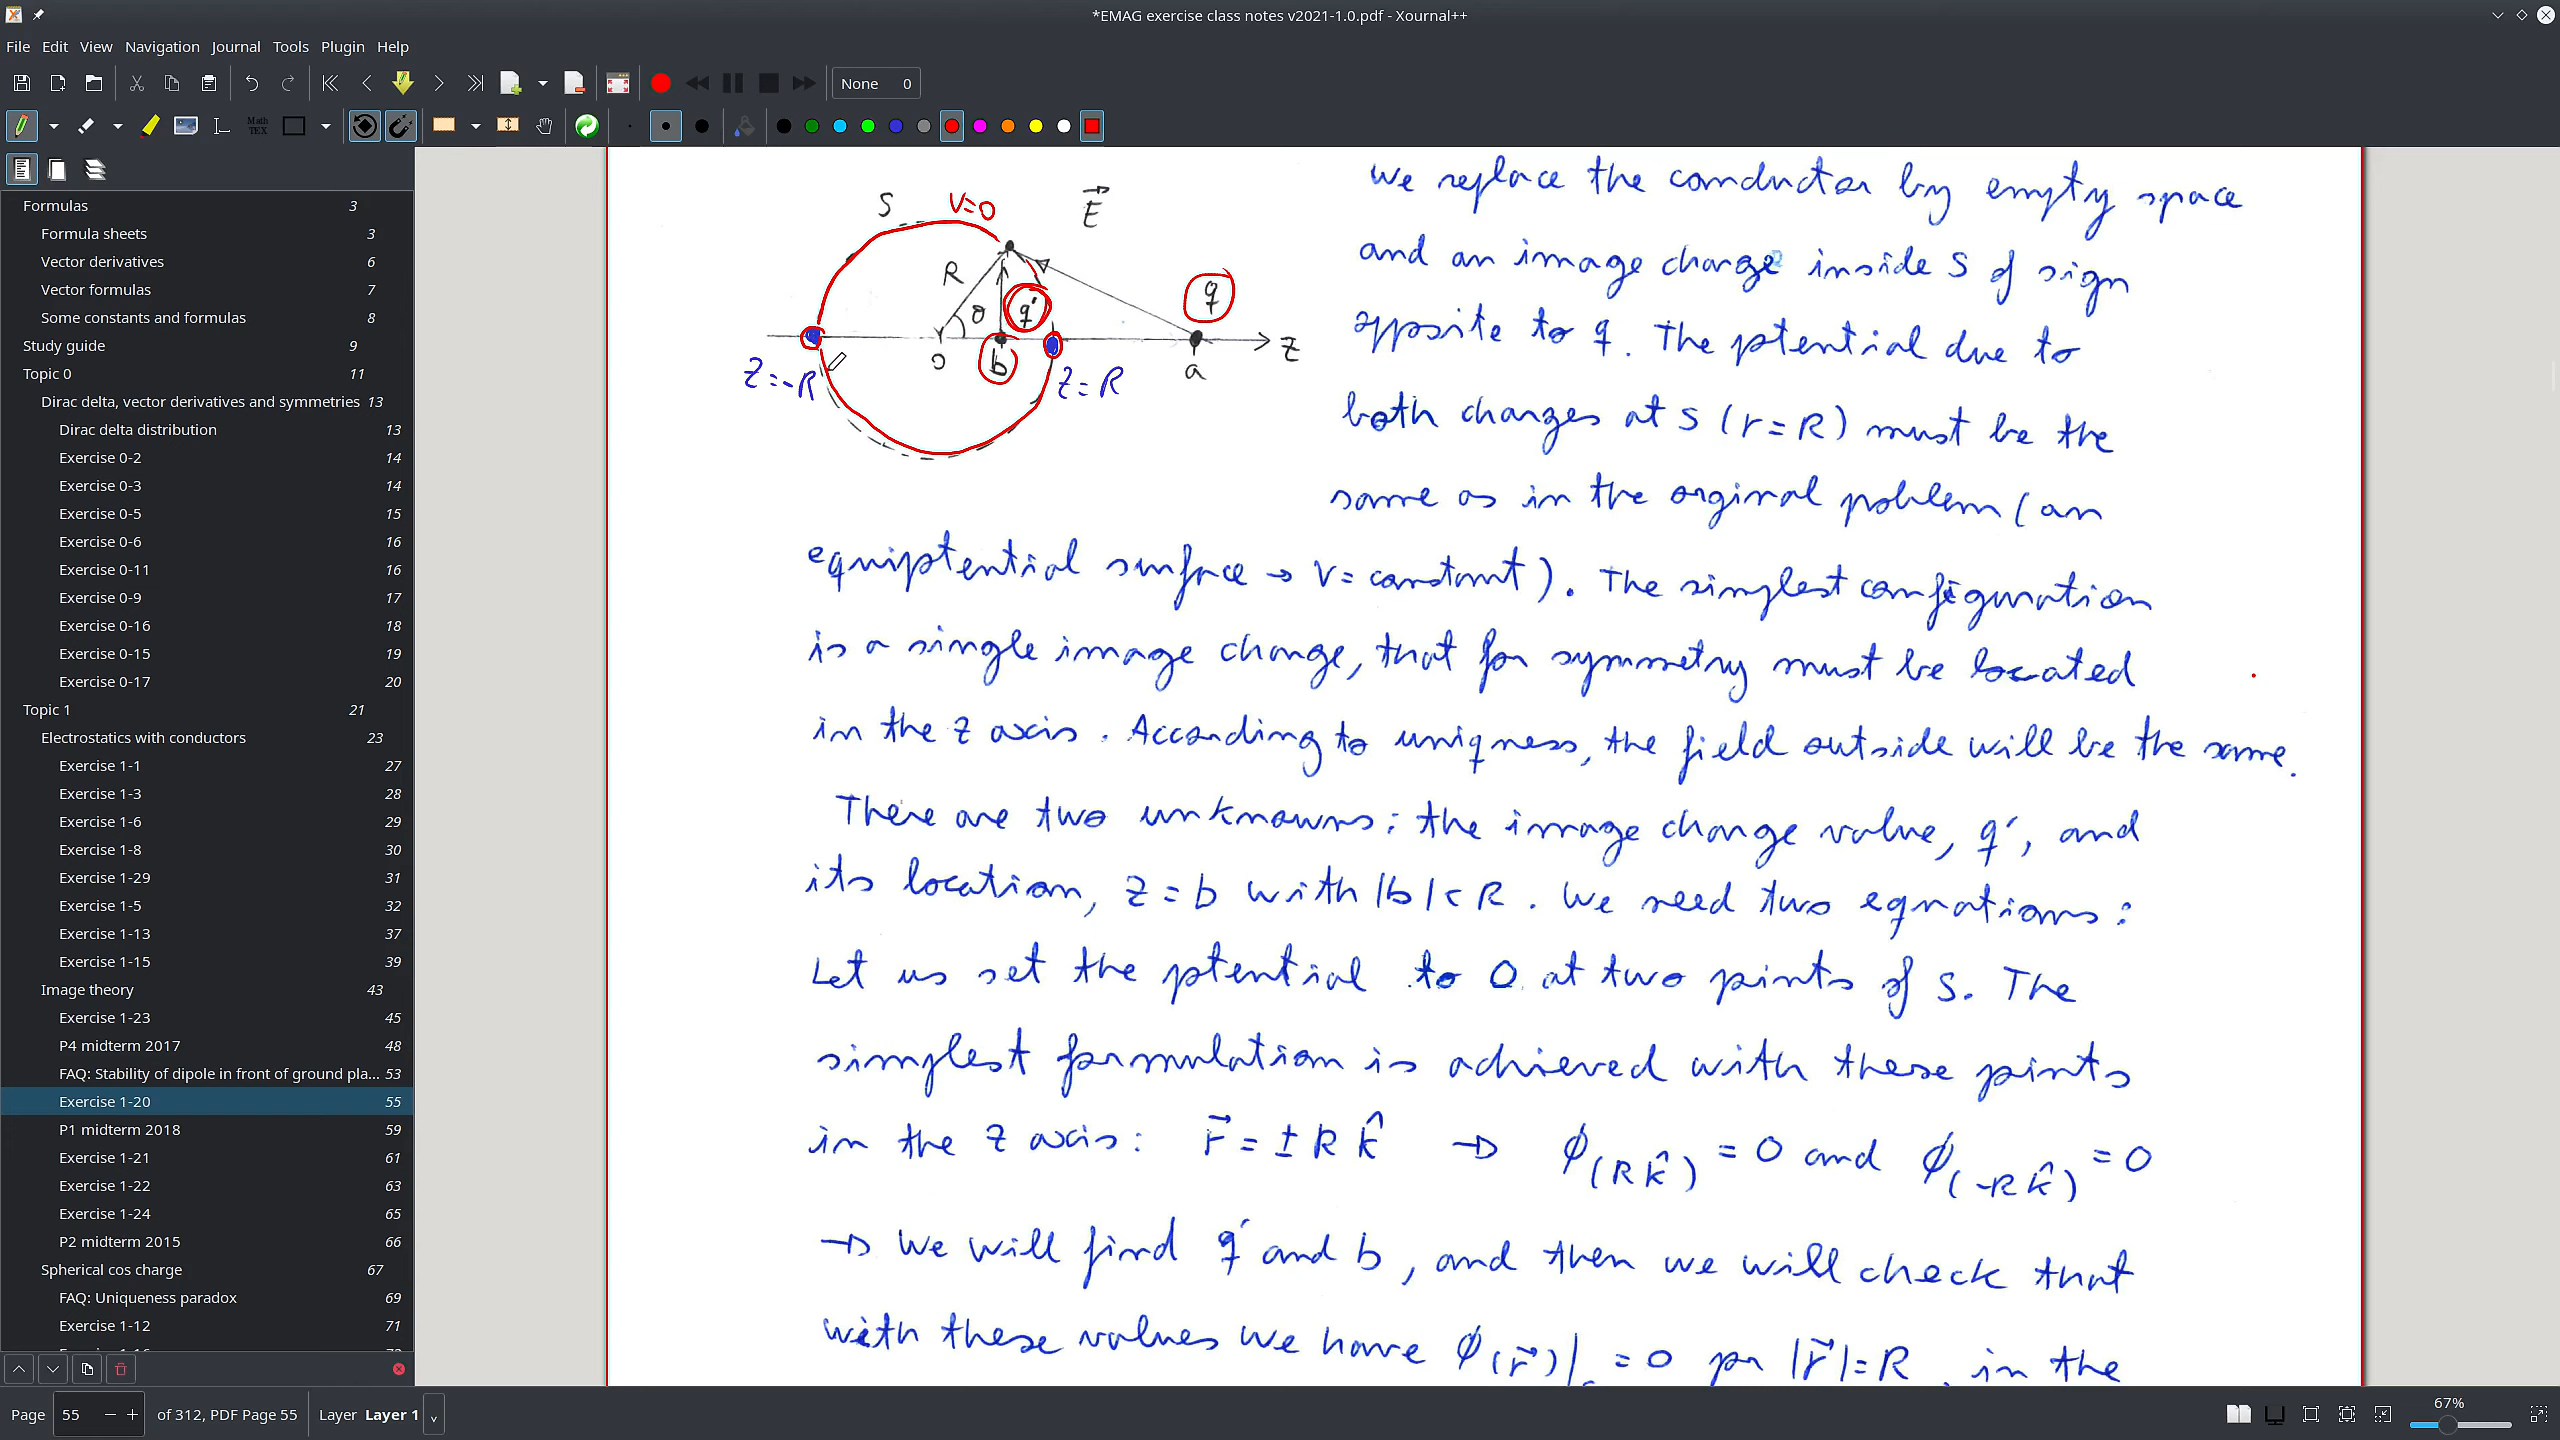 *EMAG exercise class notes v2021-1.0.pdf - Xournal++
File Edit View Navigation Journal Tools Plugin Help
None 0
Math TEX
Formulas 3
Formula sheets 3
Vector derivatives 6
Vector formulas 7
Some constants and formulas 8
Study guide 9
Topic 0 11
Dirac delta, vector derivatives and symmetries 13
Dirac delta distribution 13
Exercise 0-2 14
Exercise 0-3 14
Exercise 0-5 15
Exercise 0-6 16
Exercise 0-11 16
Exercise 0-9 17
Exercise 0-16 18
Exercise 0-15 19
Exercise 0-17 20
Topic 1 21
Electrostatics with conductors 23
Exercise 1-1 27
Exercise 1-3 28
Exercise 1-6 29
Exercise 1-8 30
Exercise 1-29 31
Exercise 1-5 32
Exercise 1-13 37
Exercise 1-15 39
Image theory 43
Exercise 1-23 45
P4 midterm 2017 48
FAQ: Stability of dipole in front of ground pla... 53
Exercise 1-20 55
P1 midterm 2018 59
Exercise 1-21 61
Exercise 1-22 63
Exercise 1-24 65
P2 midterm 2015 66
Spherical cos charge 67
FAQ: Uniqueness paradox 69
Exercise 1-12 71
S V=0 E⃗
R θ q' q
z=-R 0 b z=R a z
we replace the conductor by empty space
and an image charge inside S of sign
opposite to q. The potential due to
both charges at S (r=R) must be the
same as in the orginal problem (an
equiptential surface → V=constant). The simplest configuration
is a single image charge, that for symmetry must be located
in the z axis. According to uniqness, the field outside will be the same.
There are two unknowns: the image charge value, q', and
its location, z = b with |b| < R. We need two equations:
Let us set the potential to 0 at two points of S. The
simplest formulation is achieved with these points
in the z axis: r⃗ = ± R k̂ → ϕ(R k̂) = 0 and ϕ(-R k̂) = 0
→ We will find q' and b, and then we will check that
with these values we have ϕ(r⃗)| = 0 for |r⃗| = R, in the
Page 55 − + of 312, PDF Page 55 Layer Layer 1 67%